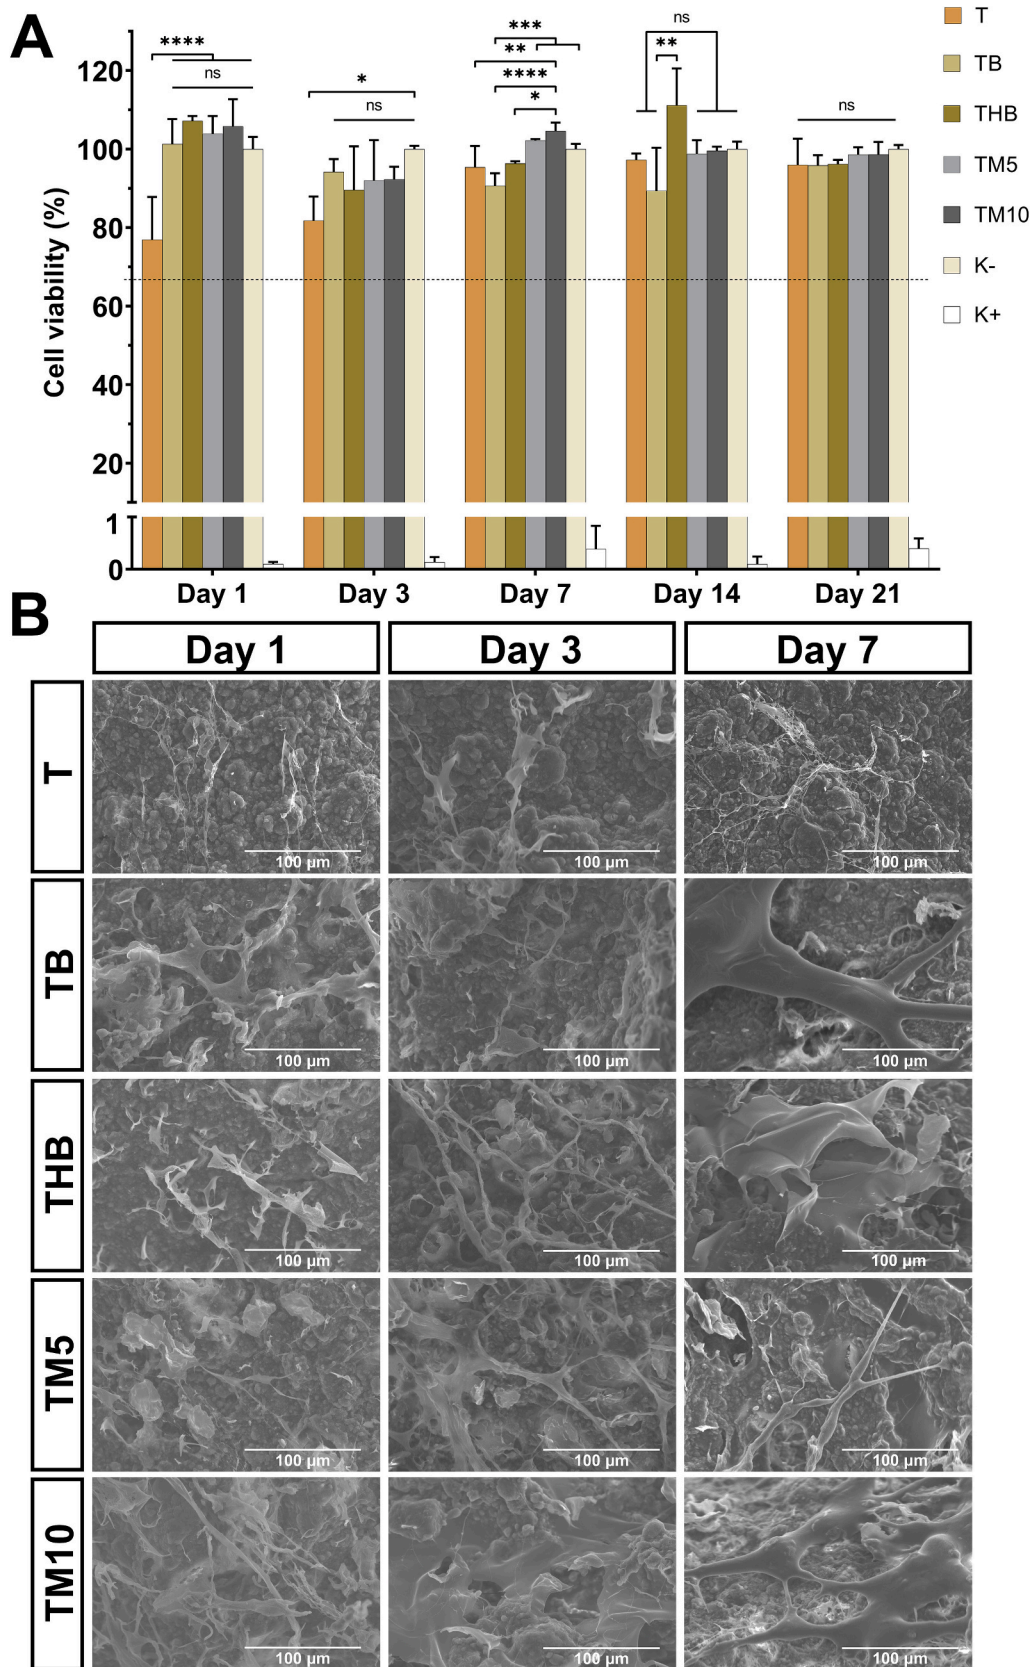 A
Cell viability (%)
120
100
80
60
40
20
1
0
****
ns
*
ns
***
**
****
*
ns
**
ns
Day 1
Day 3
Day 7
Day 14
Day 21
T
TB
THB
TM5
TM10
K-
K+
B
Day 1
Day 3
Day 7
T
100 µm
100 µm
100 µm
TB
100 µm
100 µm
100 µm
THB
100 µm
100 µm
100 µm
TM5
100 µm
100 µm
100 µm
TM10
100 µm
100 µm
100 µm